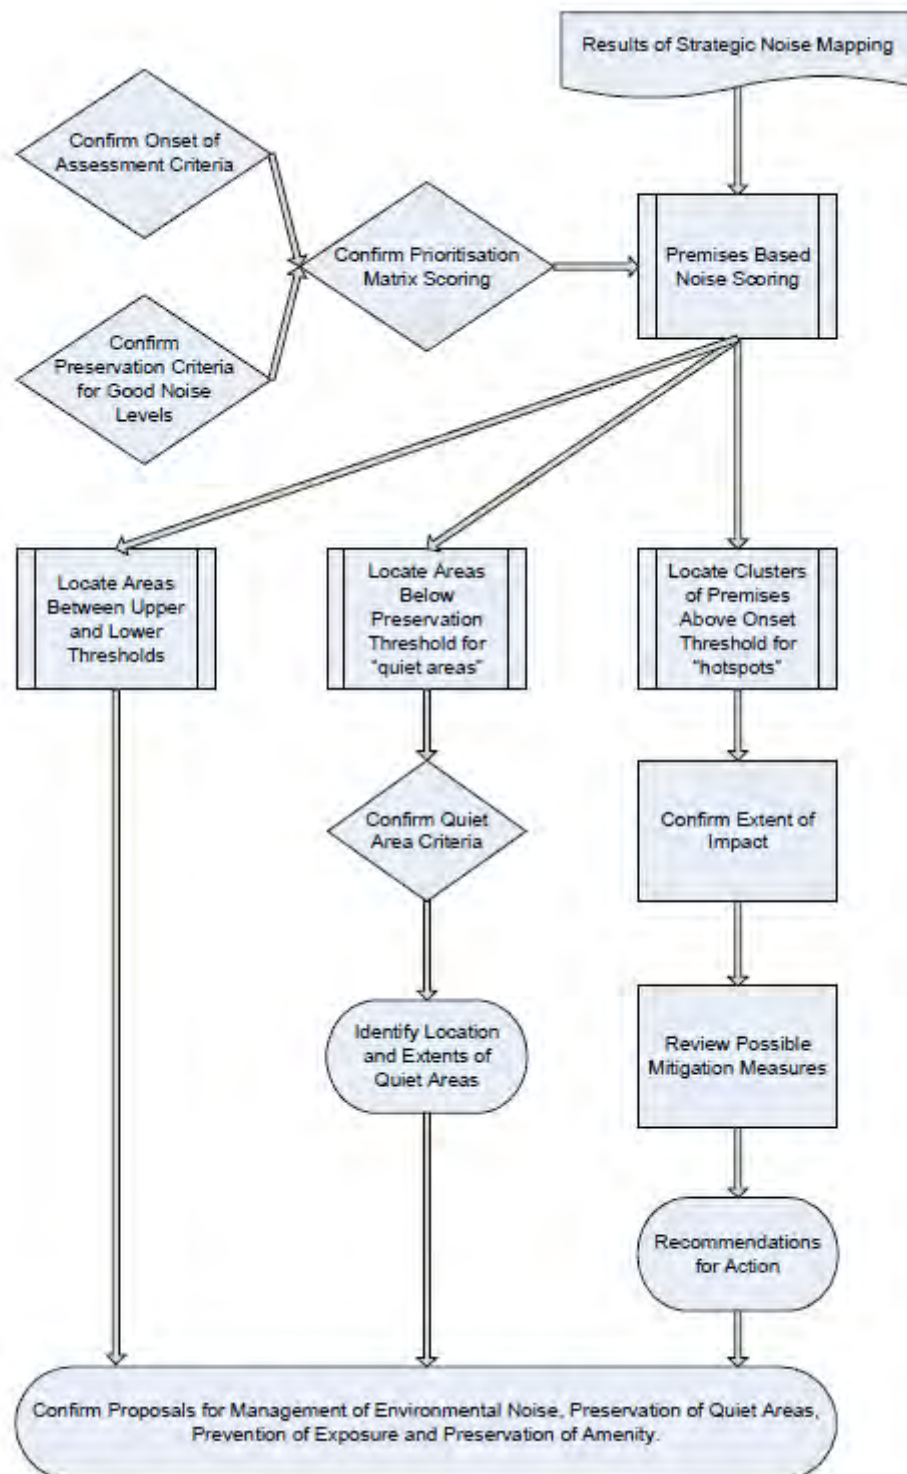 Results of Strategic Noise Mapping
Confirm Onset of
Assessment Criteria
Confirm Prioritisation
Matrix Scoring
Premises Based
Noise Scoring
Confirm
Preservation Criteria
for Good Noise
Levels
Locate Areas
Between Upper
and Lower
Thresholds
Locate Areas
Below
Preservation
Threshold for
"quiet areas"
Locate Clusters
of Premises
Above Onset
Threshold for
"hotspots"
Confirm Quiet
Area Criteria
Confirm Extent of
Impact
Identify Location
and Extents of
Quiet Areas
Review Possible
Mitigation Measures
Recommendations
for Action
Confirm Proposals for Management of Environmental Noise, Preservation of Quiet Areas,
Prevention of Exposure and Preservation of Amenity.